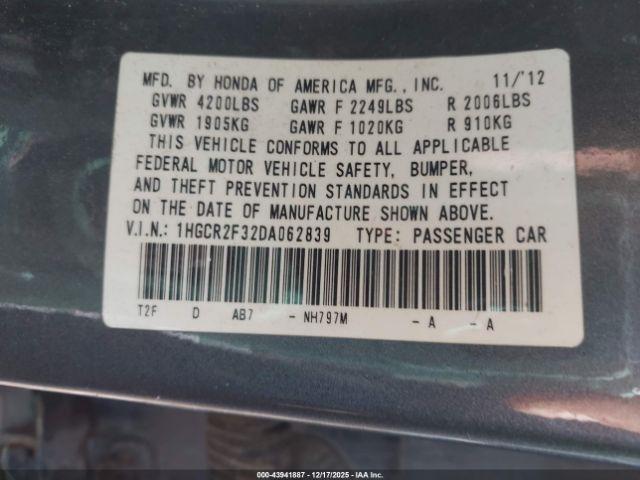 MFD. BY HONDA OF AMERICA MFG., INC. 11/'12
GVWR 4200LBS GAWR F 2249LBS R 2006LBS
GVWR 1905KG GAWR F 1020KG R 910KG
THIS VEHICLE CONFORMS TO ALL APPLICABLE
FEDERAL MOTOR VEHICLE SAFETY, BUMPER,
AND THEFT PREVENTION STANDARDS IN EFFECT
ON THE DATE OF MANUFACTURE SHOWN ABOVE.
V.I.N.: 1HGCR2F32DA062839 TYPE: PASSENGER CAR
T2F D AB7 - NH797M - A - A
000-43941887 - 12/17/2025 - IAA Inc.